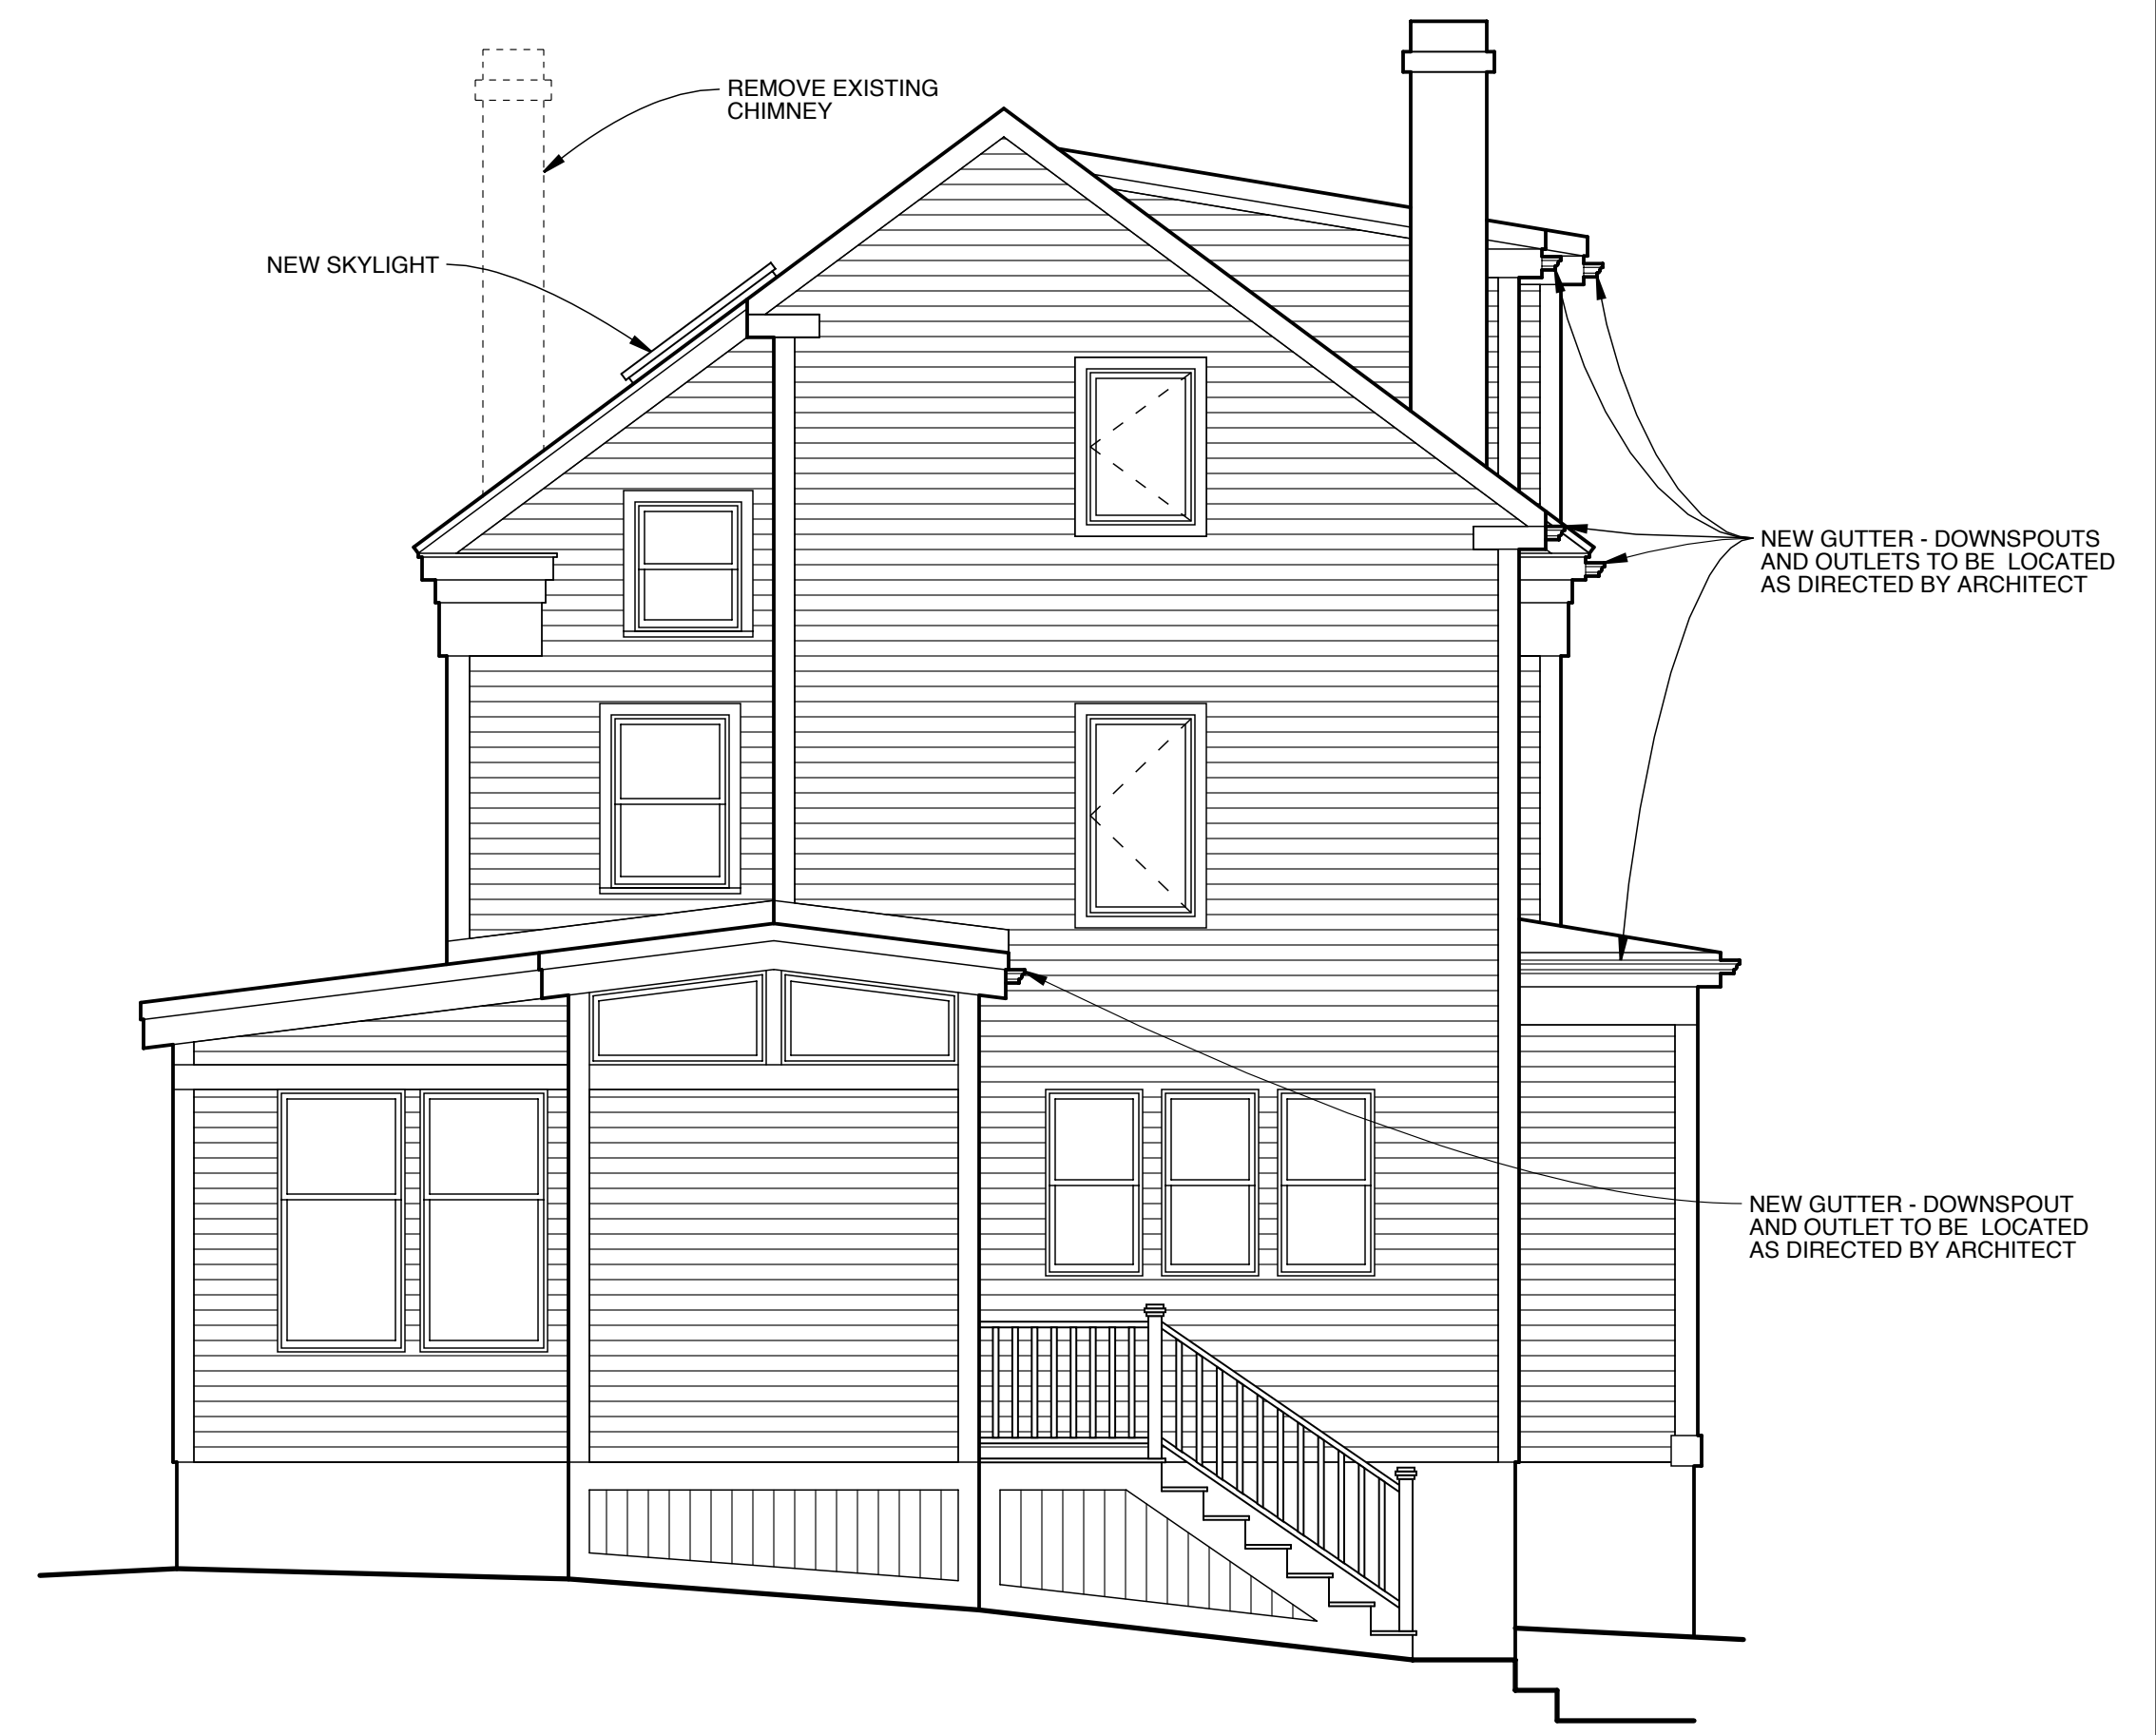 REMOVE EXISTING
CHIMNEY
NEW SKYLIGHT
NEW GUTTER - DOWNSPOUTS
AND OUTLETS TO BE LOCATED
AS DIRECTED BY ARCHITECT
NEW GUTTER - DOWNSPOUT
AND OUTLET TO BE LOCATED
AS DIRECTED BY ARCHITECT